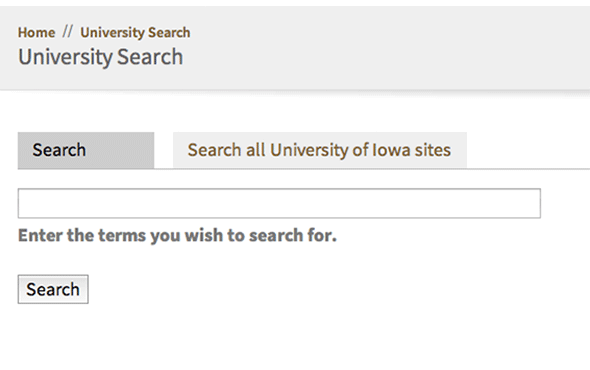 Home // University Search
University Search
Search
Search all University of Iowa sites
Enter the terms you wish to search for.
Search